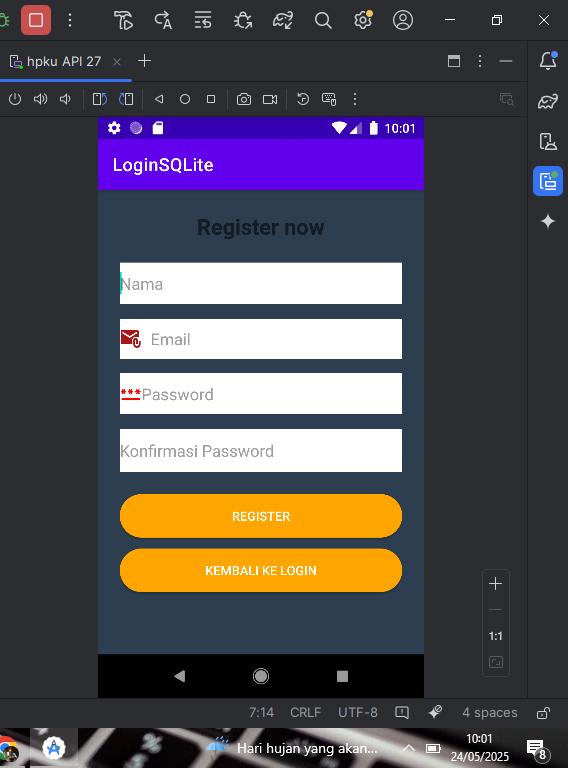 hpku API 27
10:01
LoginSQLite
Register now
Nama
Email
***Password
Konfirmasi Password
REGISTER
KEMBALI KE LOGIN
1:1
7:14 CRLF UTF-8 4 spaces
Hari hujan yang akan...
10:01
24/05/2025
8